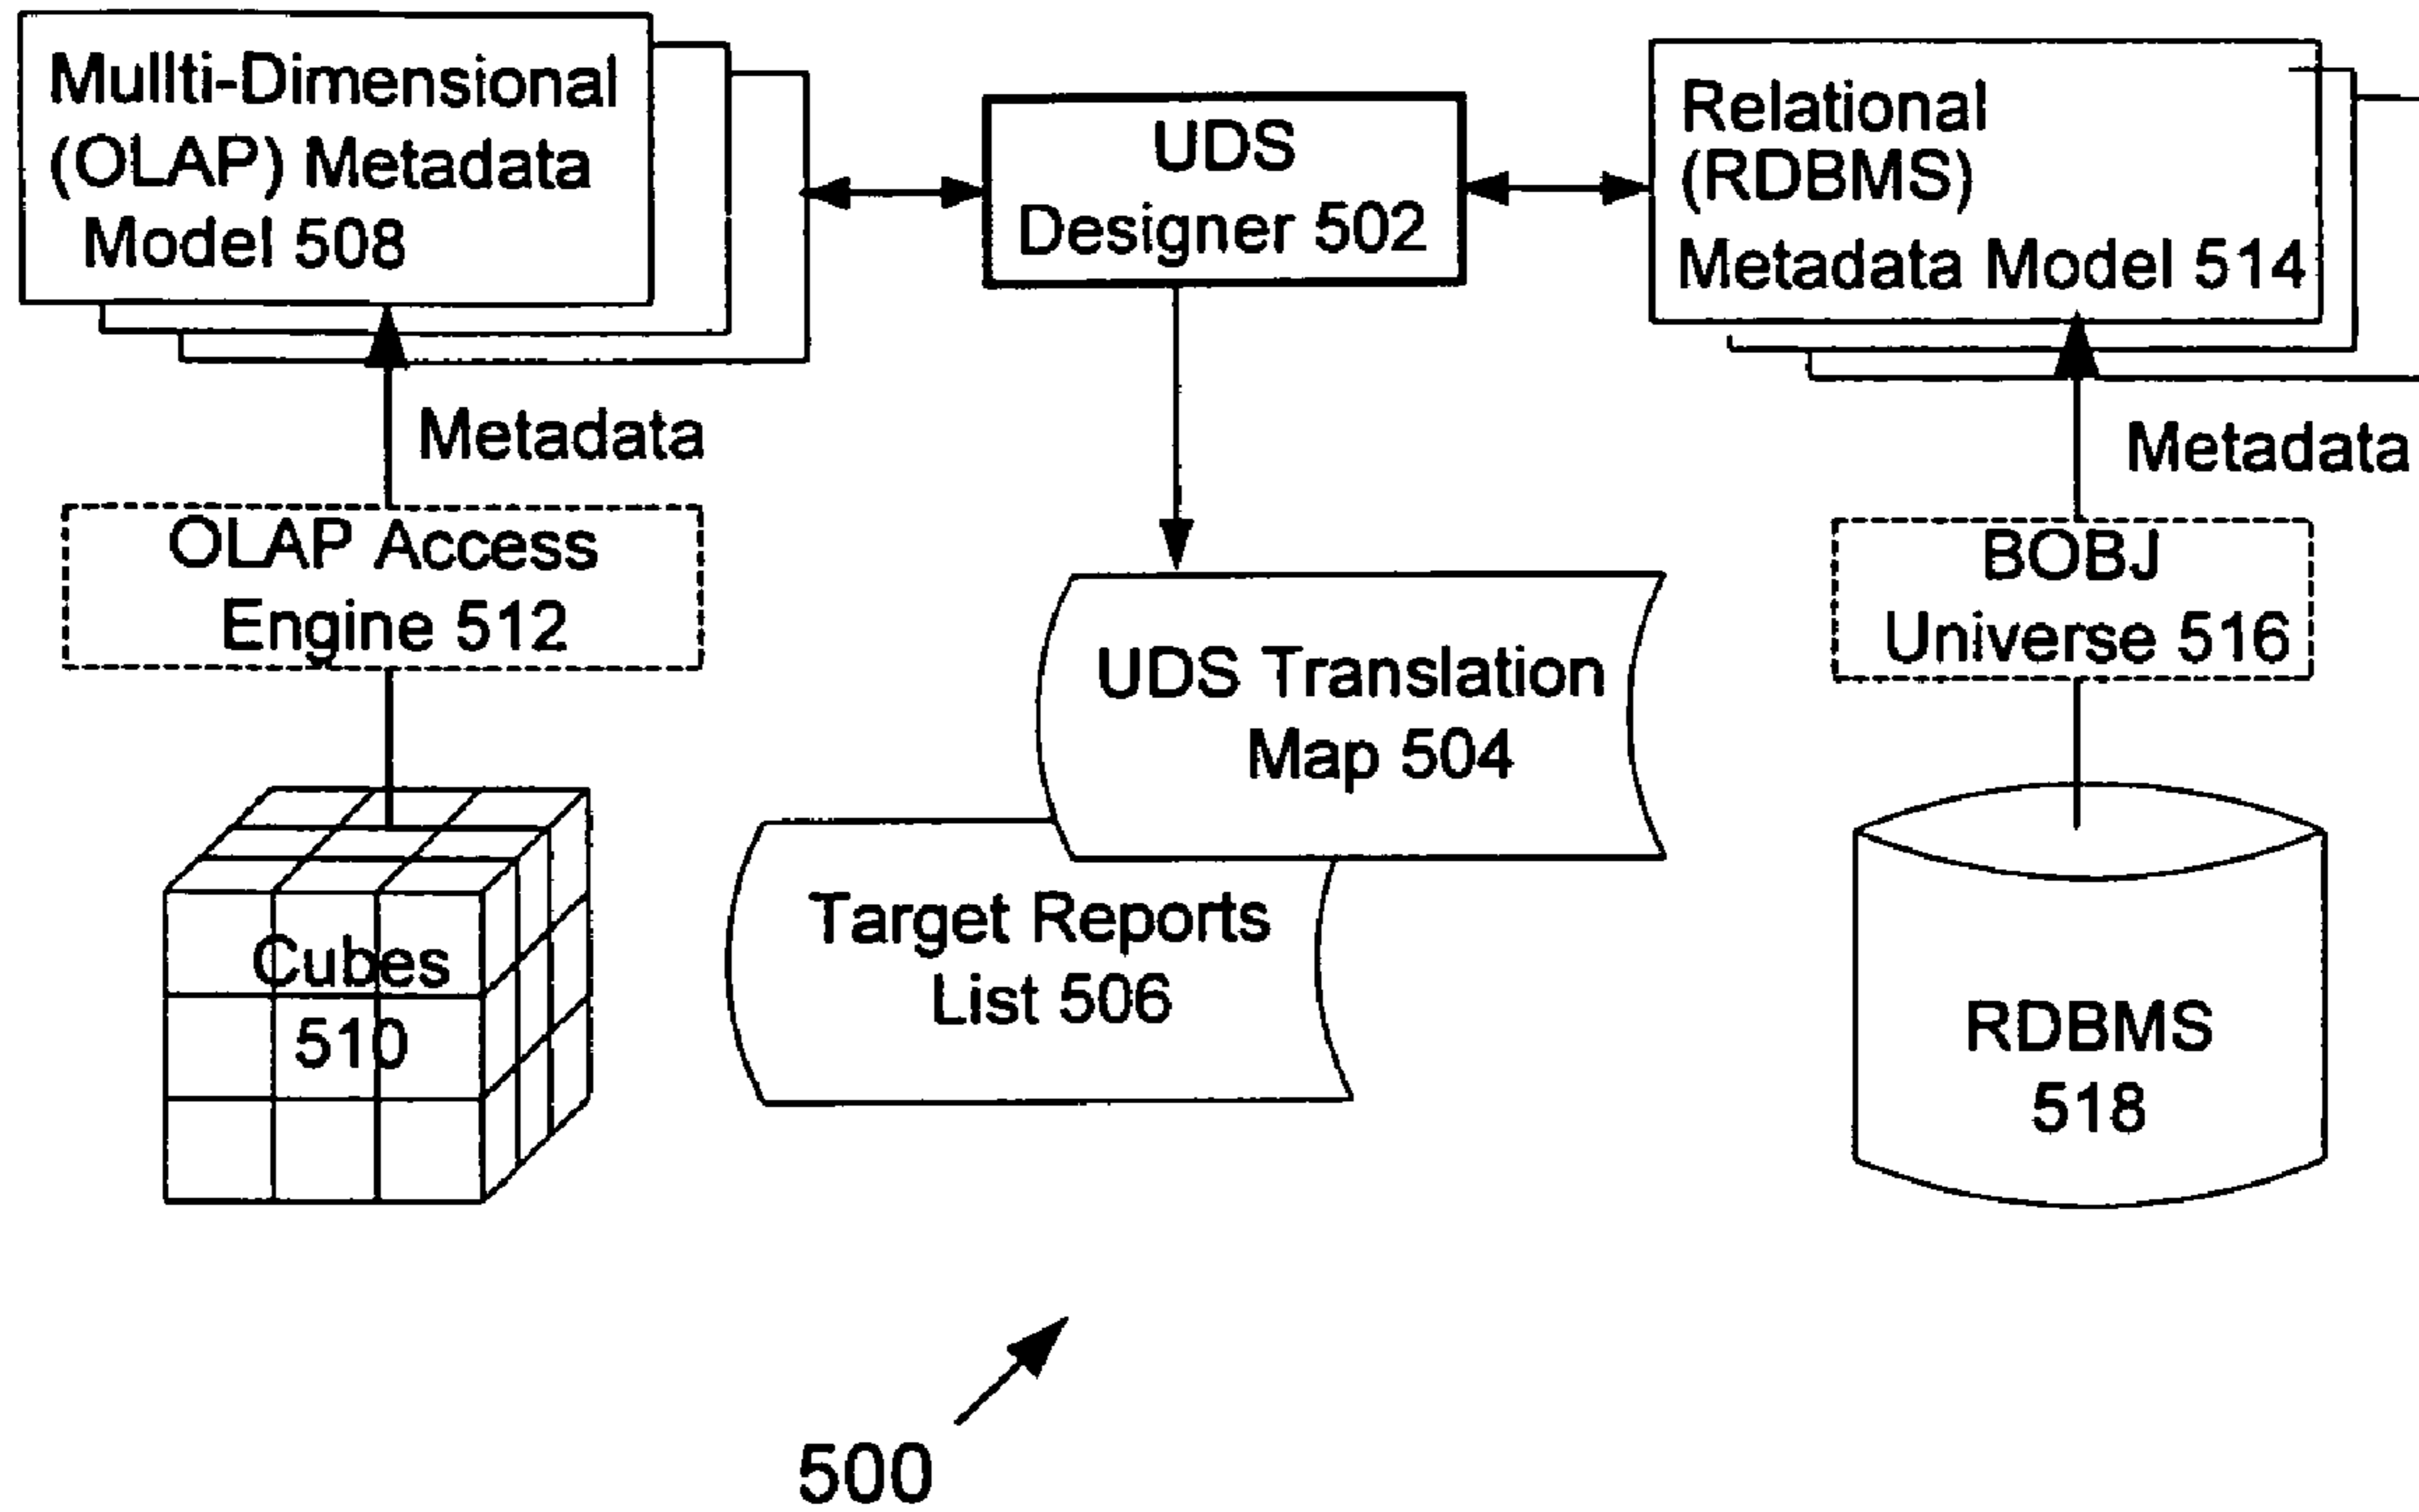 Mullti-Dimensional
(OLAP) Metadata
Model 508
UDS
Designer 502
Relational
(RDBMS)
Metadata Model 514
Metadata
Metadata
OLAP Access
Engine 512
BOBJ
Universe 516
UDS Translation
Map 504
Target Reports
List 506
Cubes
510
RDBMS
518
500